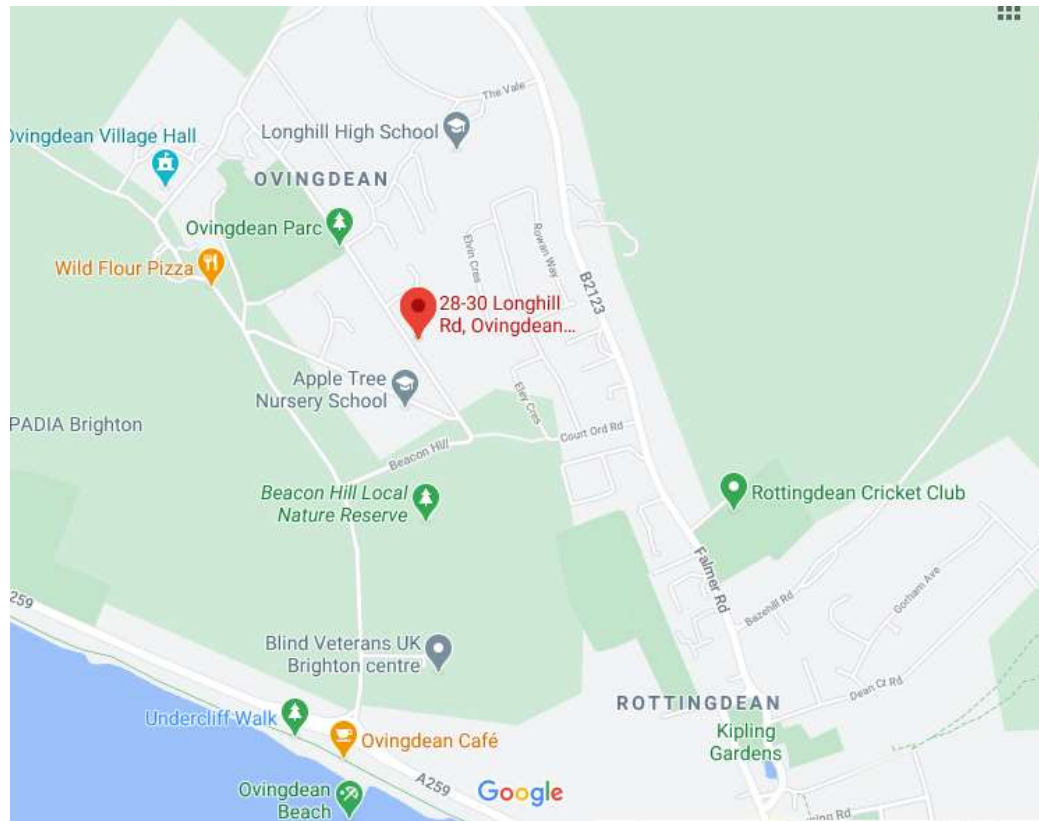 The Vale
Longhill High School
Ovingdean Village Hall
OVINGDEAN
Ovingdean Parc
Elvin Cres
Rowan Way
Wild Flour Pizza
B2123
28-30 Longhill
Rd, Ovingdean...
Apple Tree
Nursery School
Eley Cres
PADIA Brighton
Court Ord Rd
Beacon Hill
Beacon Hill Local
Nature Reserve
Rottingdean Cricket Club
Falmer Rd
Gorham Ave
Bazehill Rd
259
Blind Veterans UK
Brighton centre
Dean Ct Rd
ROTTINGDEAN
Undercliff Walk
Kipling
Gardens
Ovingdean Café
A259
Google
Ovingdean
Beach